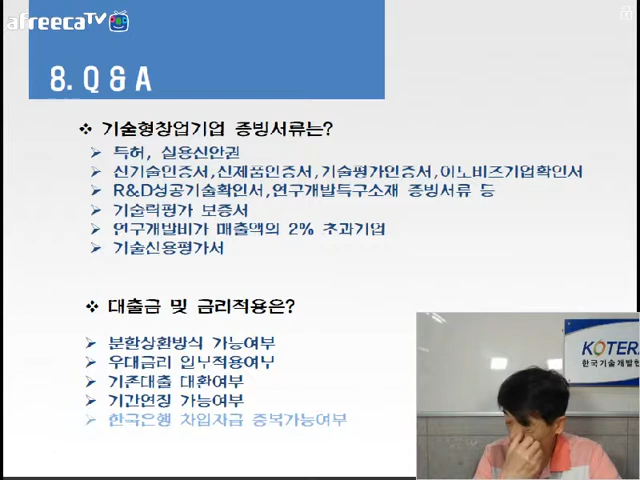 afreecaTV
8. Q & A
❖ 기술형창업기업 증빙서류는?
➢ 특허, 실용신안권
➢ 신기술인증서,신제품인증서,기술평가인증서,이노비즈기업확인서
➢ R&D성공기술확인서,연구개발특구소재 증빙서류 등
➢ 기술력평가 보증서
➢ 연구개발비가 매출액의 2% 초과기업
➢ 기술신용평가서
❖ 대출금 및 금리적용은?
➢ 분할상환방식 가능여부
➢ 우대금리 일부적용여부
➢ 기존대출 대환여부
➢ 기간연장 가능여부
➢ 한국은행 차입자금 중복가능여부
KOTER
한국기술개발